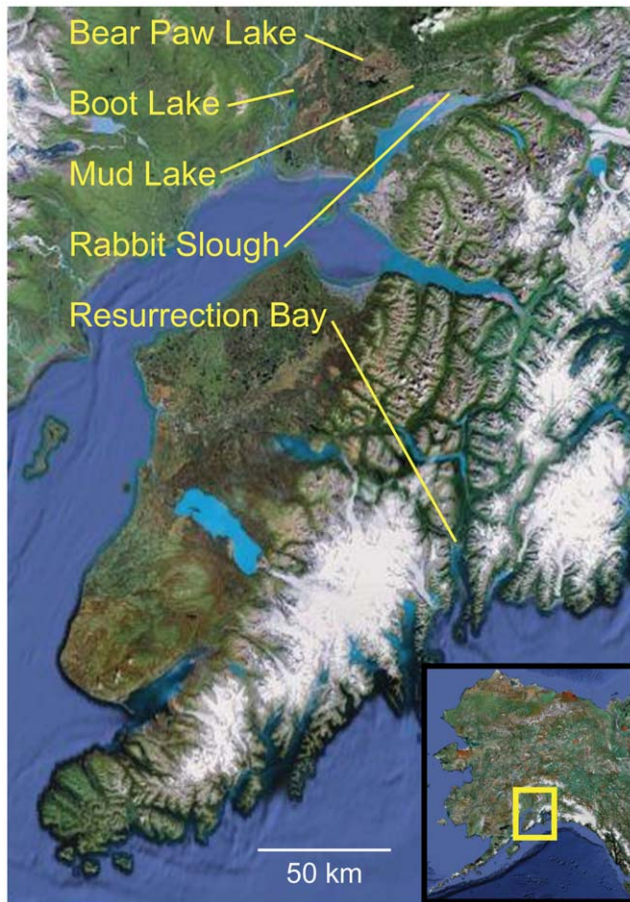 Bear Paw Lake
Boot Lake
Mud Lake
Rabbit Slough
Resurrection Bay
50 km